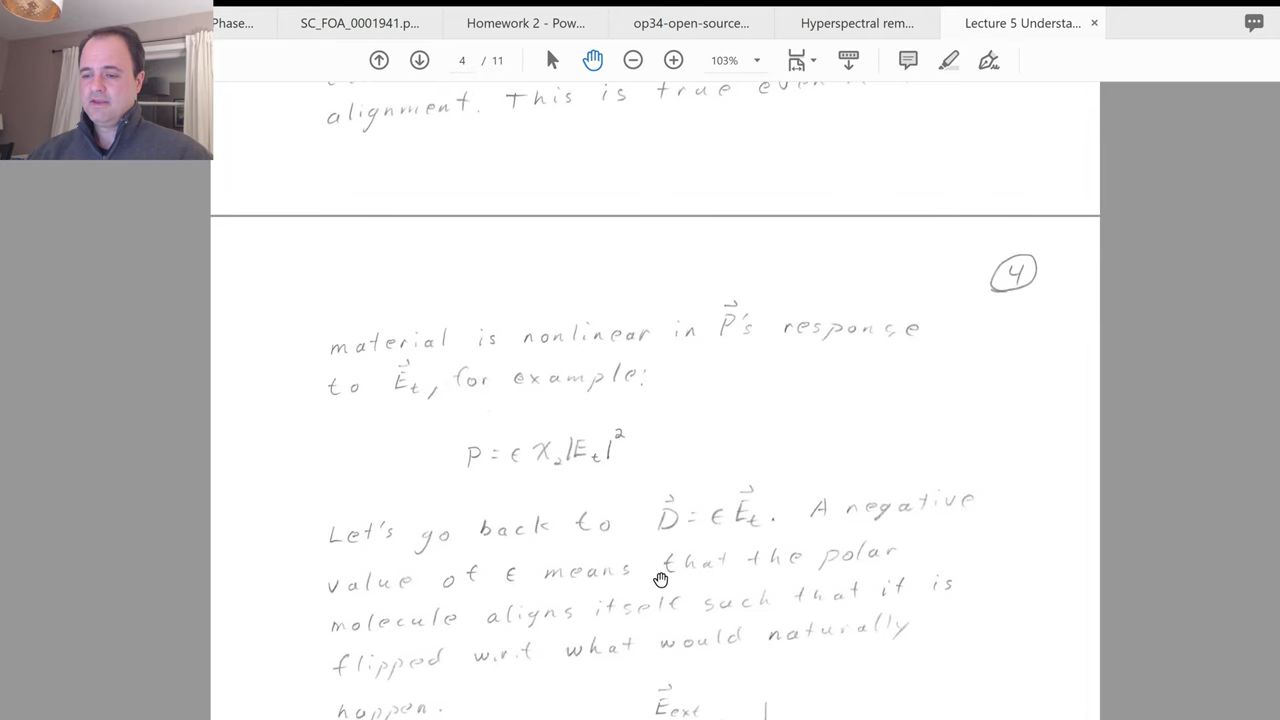 Phase...
SC_FOA_0001941.p...
Homework 2 - Pow...
op34-open-source...
Hyperspectral rem...
Lecture 5 Understa...
4 / 11
103%
alignment. This is true even
4
material is nonlinear in P⃗'s response
to E⃗t, for example:
P = ϵ χ₂|Et|²
Let's go back to D⃗ = ϵ E⃗t. A negative
value of ϵ means that the polar
molecule aligns itself such that it is
flipped w.r.t. what would naturally
happen.
E⃗ext